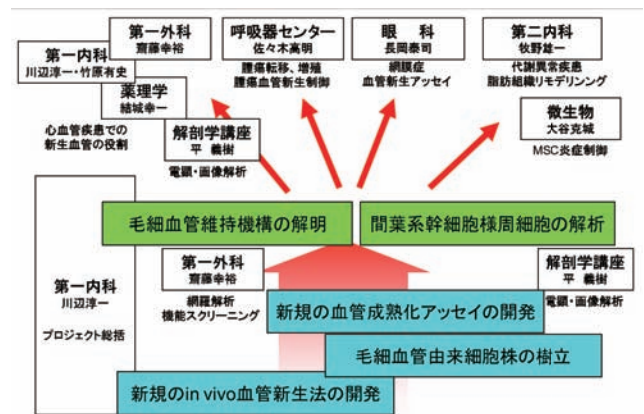 第一外科
齋藤幸裕
呼吸器センター
佐々木高明
腫瘍転移、増殖
腫瘍血管新生制御
眼 科
長岡泰司
網膜症
血管新生アッセイ
第二内科
牧野雄一
代謝異常疾患
脂肪組織リモデリンング
第一内科
川辺淳一・竹原有史
薬理学
結城幸一
心血管疾患での
新生血管の役割
解剖学講座
平 義樹
電顕・画像解析
微生物
大谷克城
MSC炎症制御
毛細血管維持機構の解明
間葉系幹細胞様周細胞の解析
第一内科
川辺淳一
プロジェクト総括
第一外科
齋藤幸裕
網羅解析
機能スクリーニング
解剖学講座
平 義樹
電顕・画像解析
新規の血管成熟化アッセイの開発
毛細血管由来細胞株の樹立
新規のin vivo血管新生法の開発